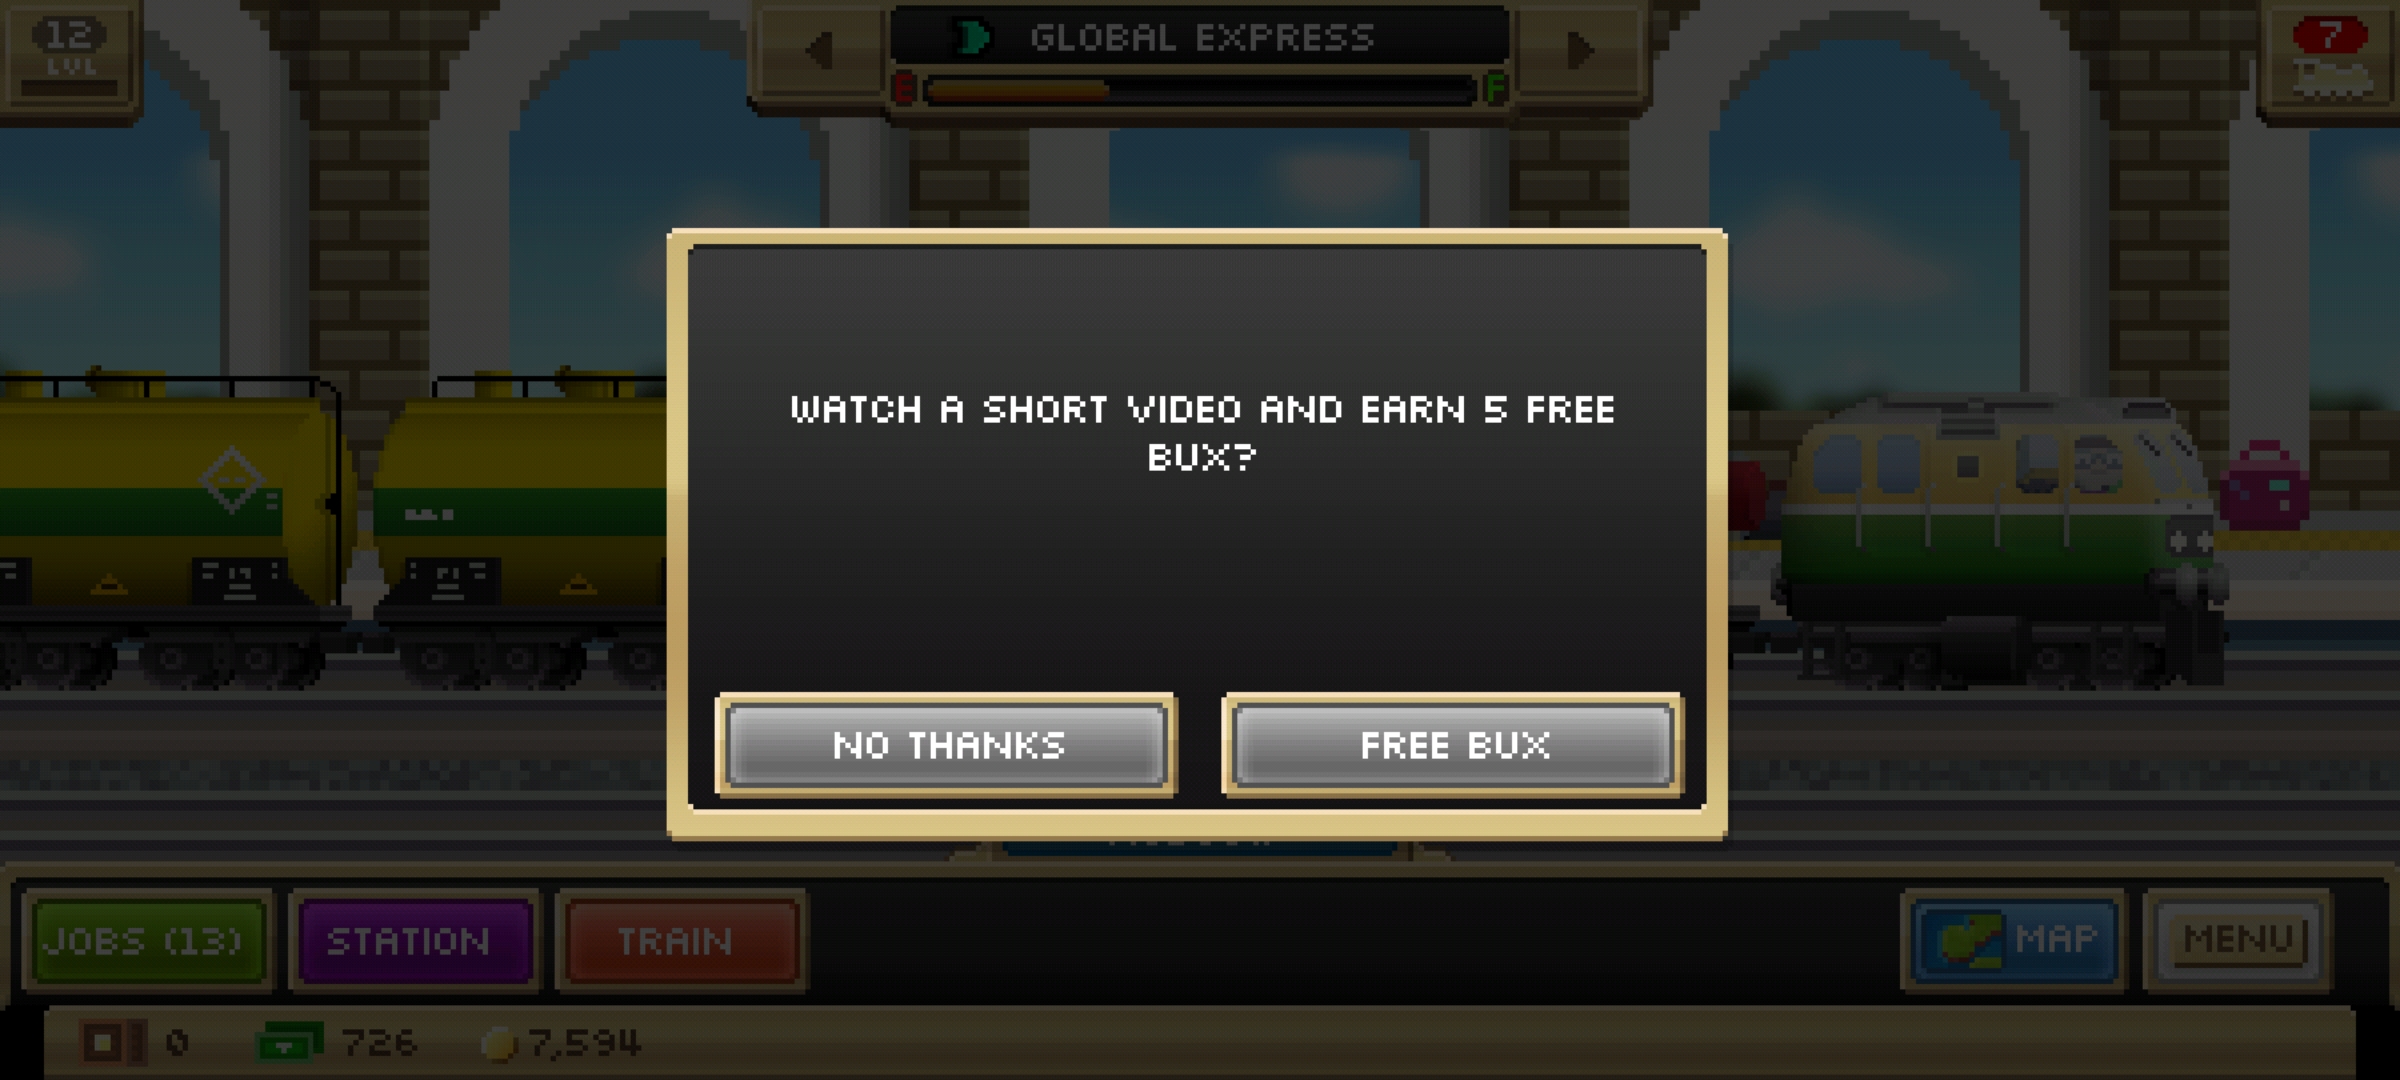 12
LVL
GLOBAL EXPRESS
7
E F
WATCH A SHORT VIDEO AND EARN 5 FREE
BUX?
NO THANKS
FREE BUX
JOBS (13)
STATION
TRAIN
MAP
MENU
0
726
7,594